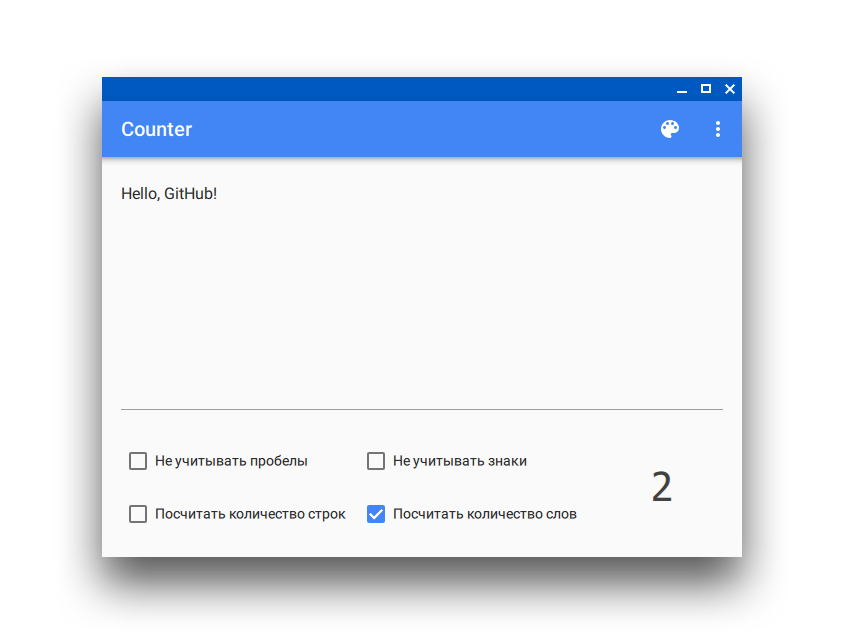 Counter
Hello, GitHub!
Не учитывать пробелы
Не учитывать знаки
Посчитать количество строк
Посчитать количество слов
2